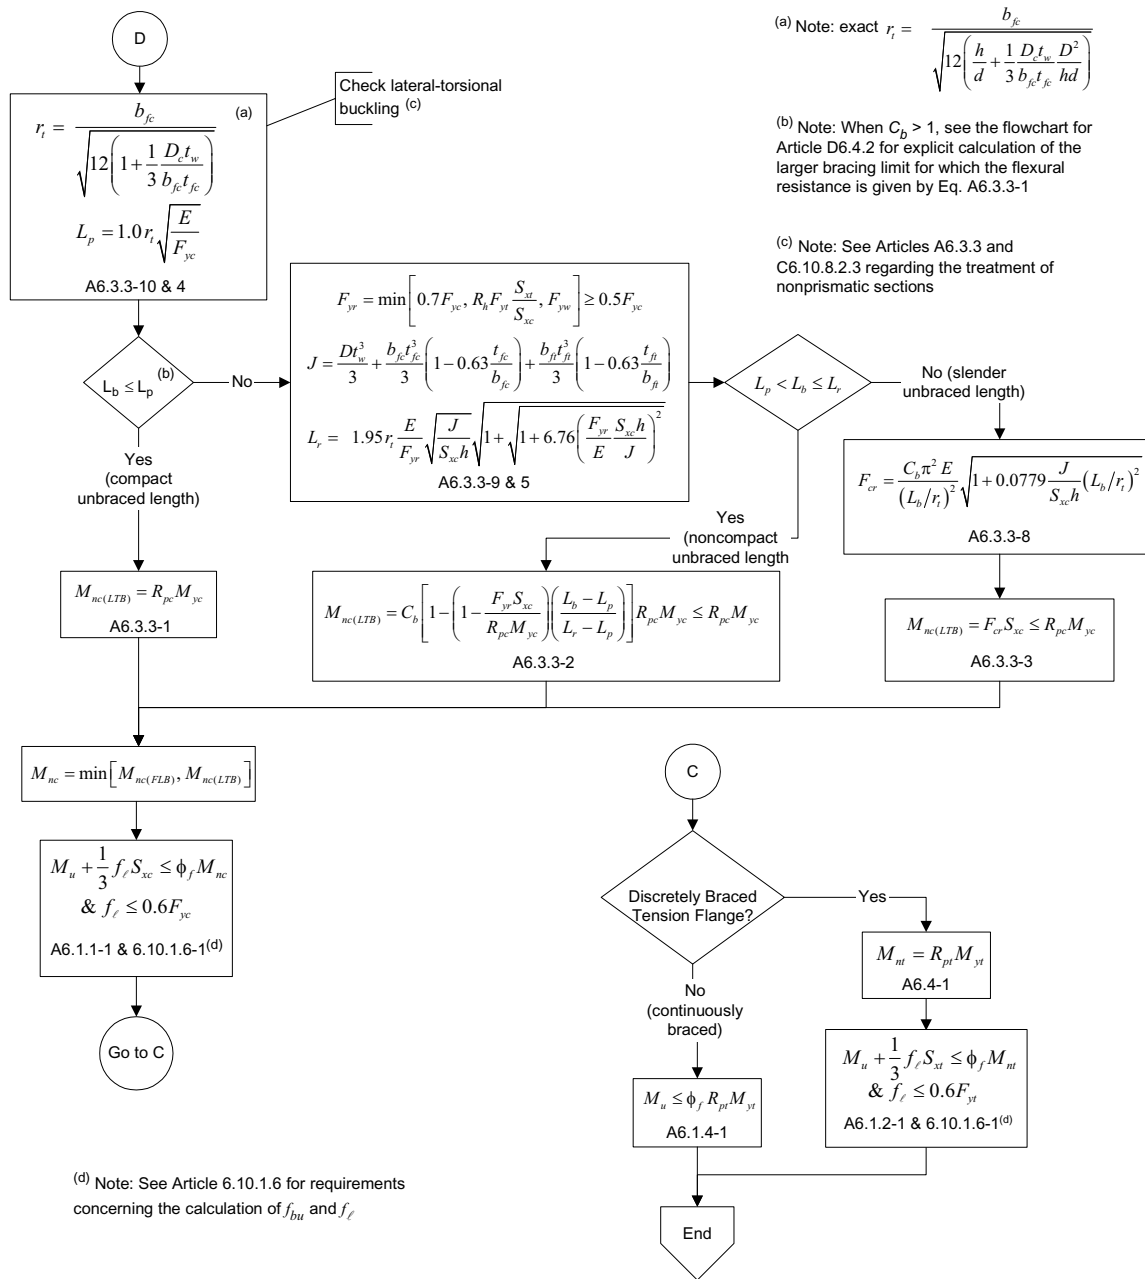 D
r_t = b_fc / √(12(1 + (1/3)(D_c t_w)/(b_fc t_fc)))
(a)
L_p = 1.0 r_t √(E/F_yc)
A6.3.3-10 & 4
Check lateral-torsional
buckling (c)
(a) Note: exact r_t = b_fc / √(12(h/d + (1/3)(D_c t_w)/(b_fc t_fc) D²/(hd)))
(b) Note: When C_b > 1, see the flowchart for
Article D6.4.2 for explicit calculation of the
larger bracing limit for which the flexural
resistance is given by Eq. A6.3.3-1
(c) Note: See Articles A6.3.3 and
C6.10.8.2.3 regarding the treatment of
nonprismatic sections
L_b ≤ L_p (b)
No
F_yr = min[0.7F_yc, R_h F_yt S_xt/S_xc, F_yw] ≥ 0.5F_yc
J = Dt_w³/3 + (b_fc t_fc³/3)(1 − 0.63 t_fc/b_fc) + (b_ft t_ft³/3)(1 − 0.63 t_ft/b_ft)
L_r = 1.95 r_t (E/F_yr) √(J/(S_xc h)) √(1 + √(1 + 6.76((F_yr/E)(S_xc h/J))²))
A6.3.3-9 & 5
L_p < L_b ≤ L_r
No (slender
unbraced length)
F_cr = (C_b π² E/(L_b/r_t)²) √(1 + 0.0779 (J/(S_xc h))(L_b/r_t)²)
A6.3.3-8
Yes
(compact
unbraced length)
Yes
(noncompact
unbraced length
M_nc(LTB) = R_pc M_yc
A6.3.3-1
M_nc(LTB) = C_b[1 − (1 − F_yr S_xc/(R_pc M_yc))((L_b − L_p)/(L_r − L_p))]R_pc M_yc ≤ R_pc M_yc
A6.3.3-2
M_nc(LTB) = F_cr S_xc ≤ R_pc M_yc
A6.3.3-3
M_nc = min[M_nc(FLB), M_nc(LTB)]
M_u + (1/3) f_ℓ S_xc ≤ ϕ_f M_nc
& f_ℓ ≤ 0.6F_yc
A6.1.1-1 & 6.10.1.6-1(d)
Go to C
C
Discretely Braced
Tension Flange?
Yes
M_nt = R_pt M_yt
A6.4-1
No
(continuously
braced)
M_u + (1/3) f_ℓ S_xt ≤ ϕ_f M_nt
& f_ℓ ≤ 0.6F_yt
A6.1.2-1 & 6.10.1.6-1(d)
M_u ≤ ϕ_f R_pt M_yt
A6.1.4-1
End
(d) Note: See Article 6.10.1.6 for requirements
concerning the calculation of f_bu and f_ℓ